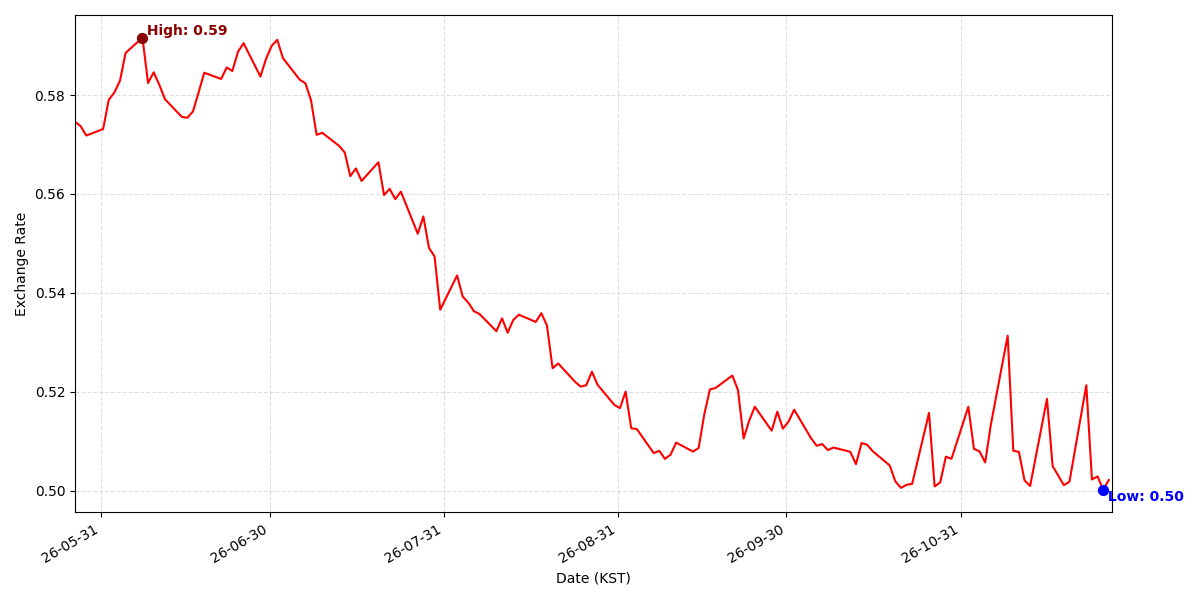 High: 0.59
0.58
0.56
0.54
0.52
0.50
Exchange Rate
Low: 0.50
26-05-31
26-06-30
26-07-31
26-08-31
26-09-30
26-10-31
Date (KST)